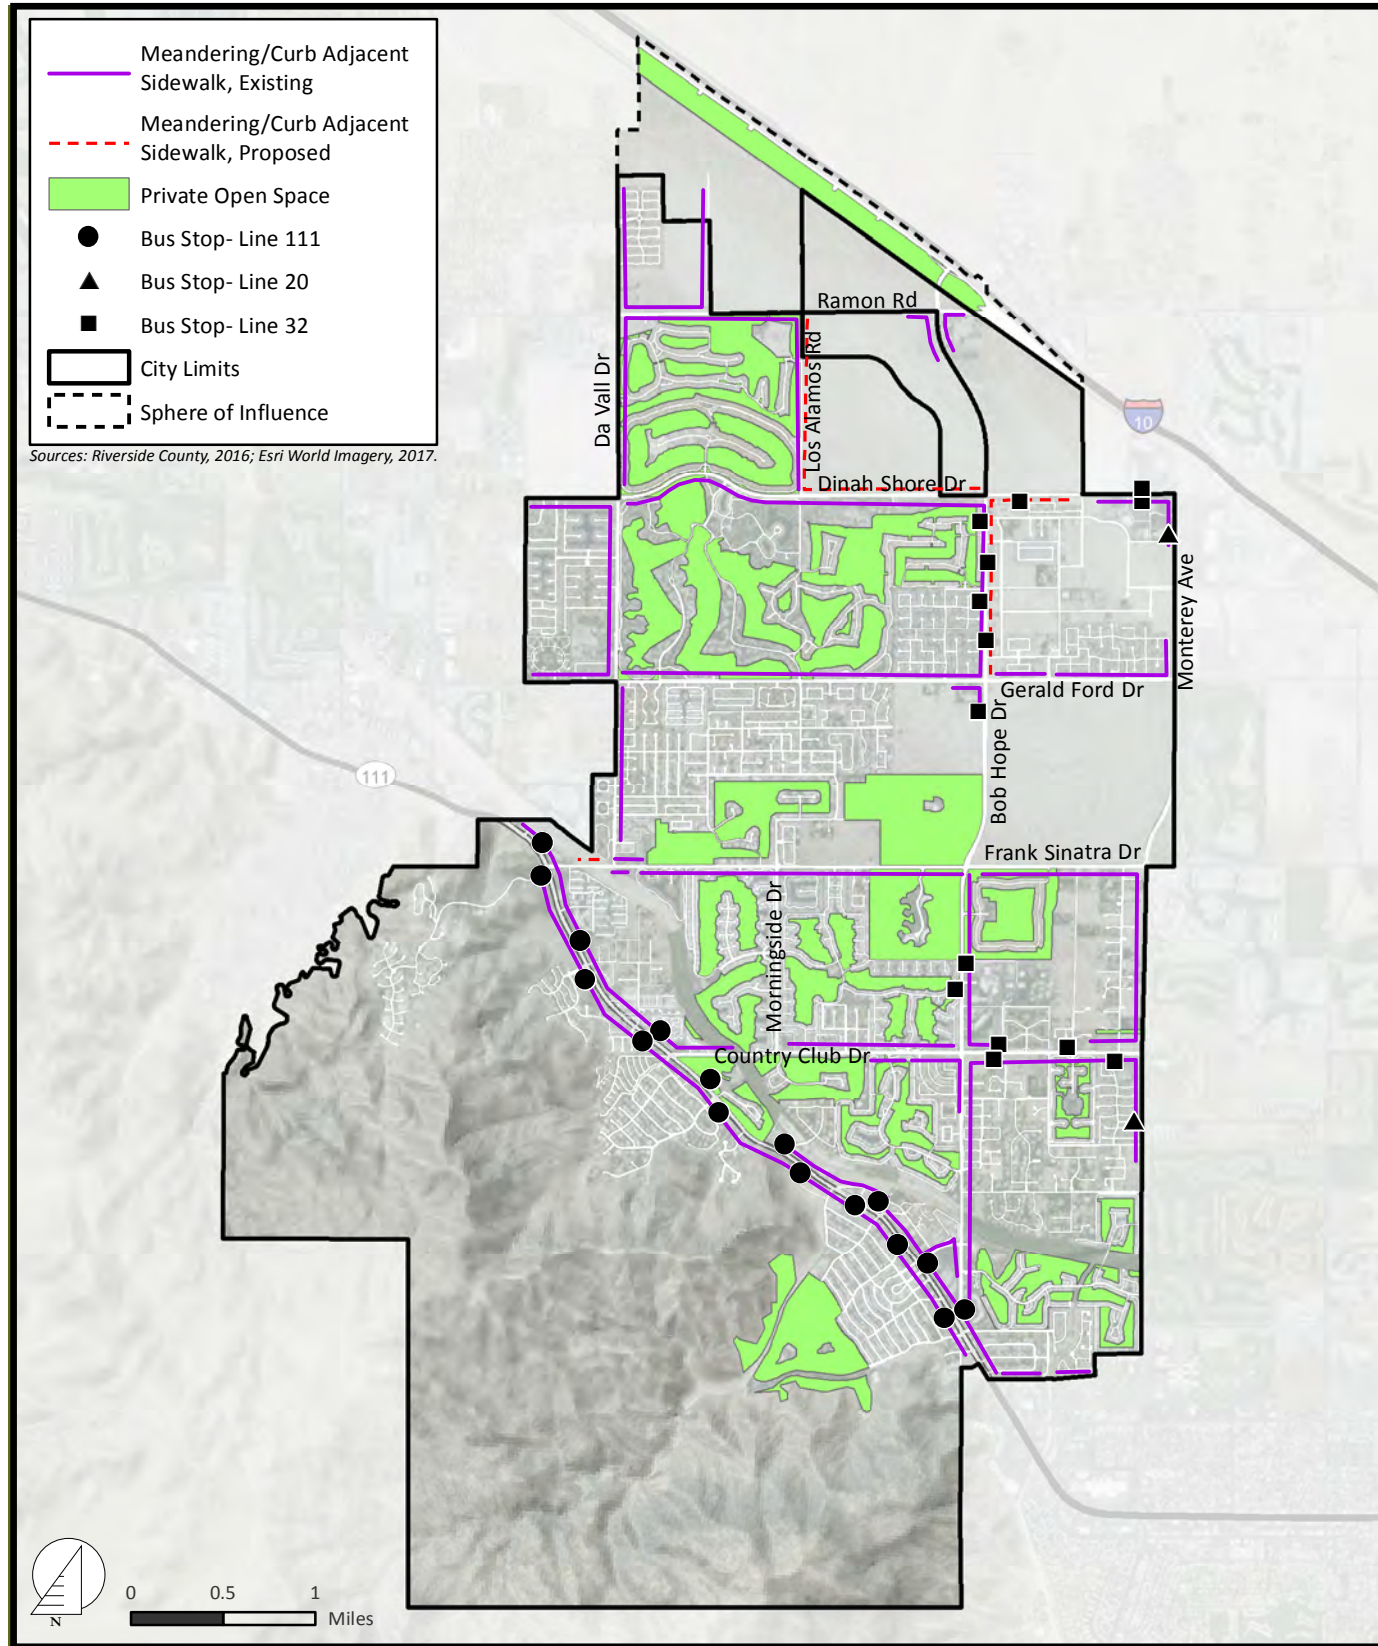 Meandering/Curb Adjacent
Sidewalk, Existing
Meandering/Curb Adjacent
Sidewalk, Proposed
Private Open Space
Bus Stop- Line 111
Bus Stop- Line 20
Bus Stop- Line 32
City Limits
Sphere of Influence
Sources: Riverside County, 2016; Esri World Imagery, 2017.
Ramon Rd
Da Vall Dr
Los Alamos Rd
10
Dinah Shore Dr
Monterey Ave
Gerald Ford Dr
Bob Hope Dr
111
Frank Sinatra Dr
Morningside Dr
Country Club Dr
N
0 0.5 1
Miles